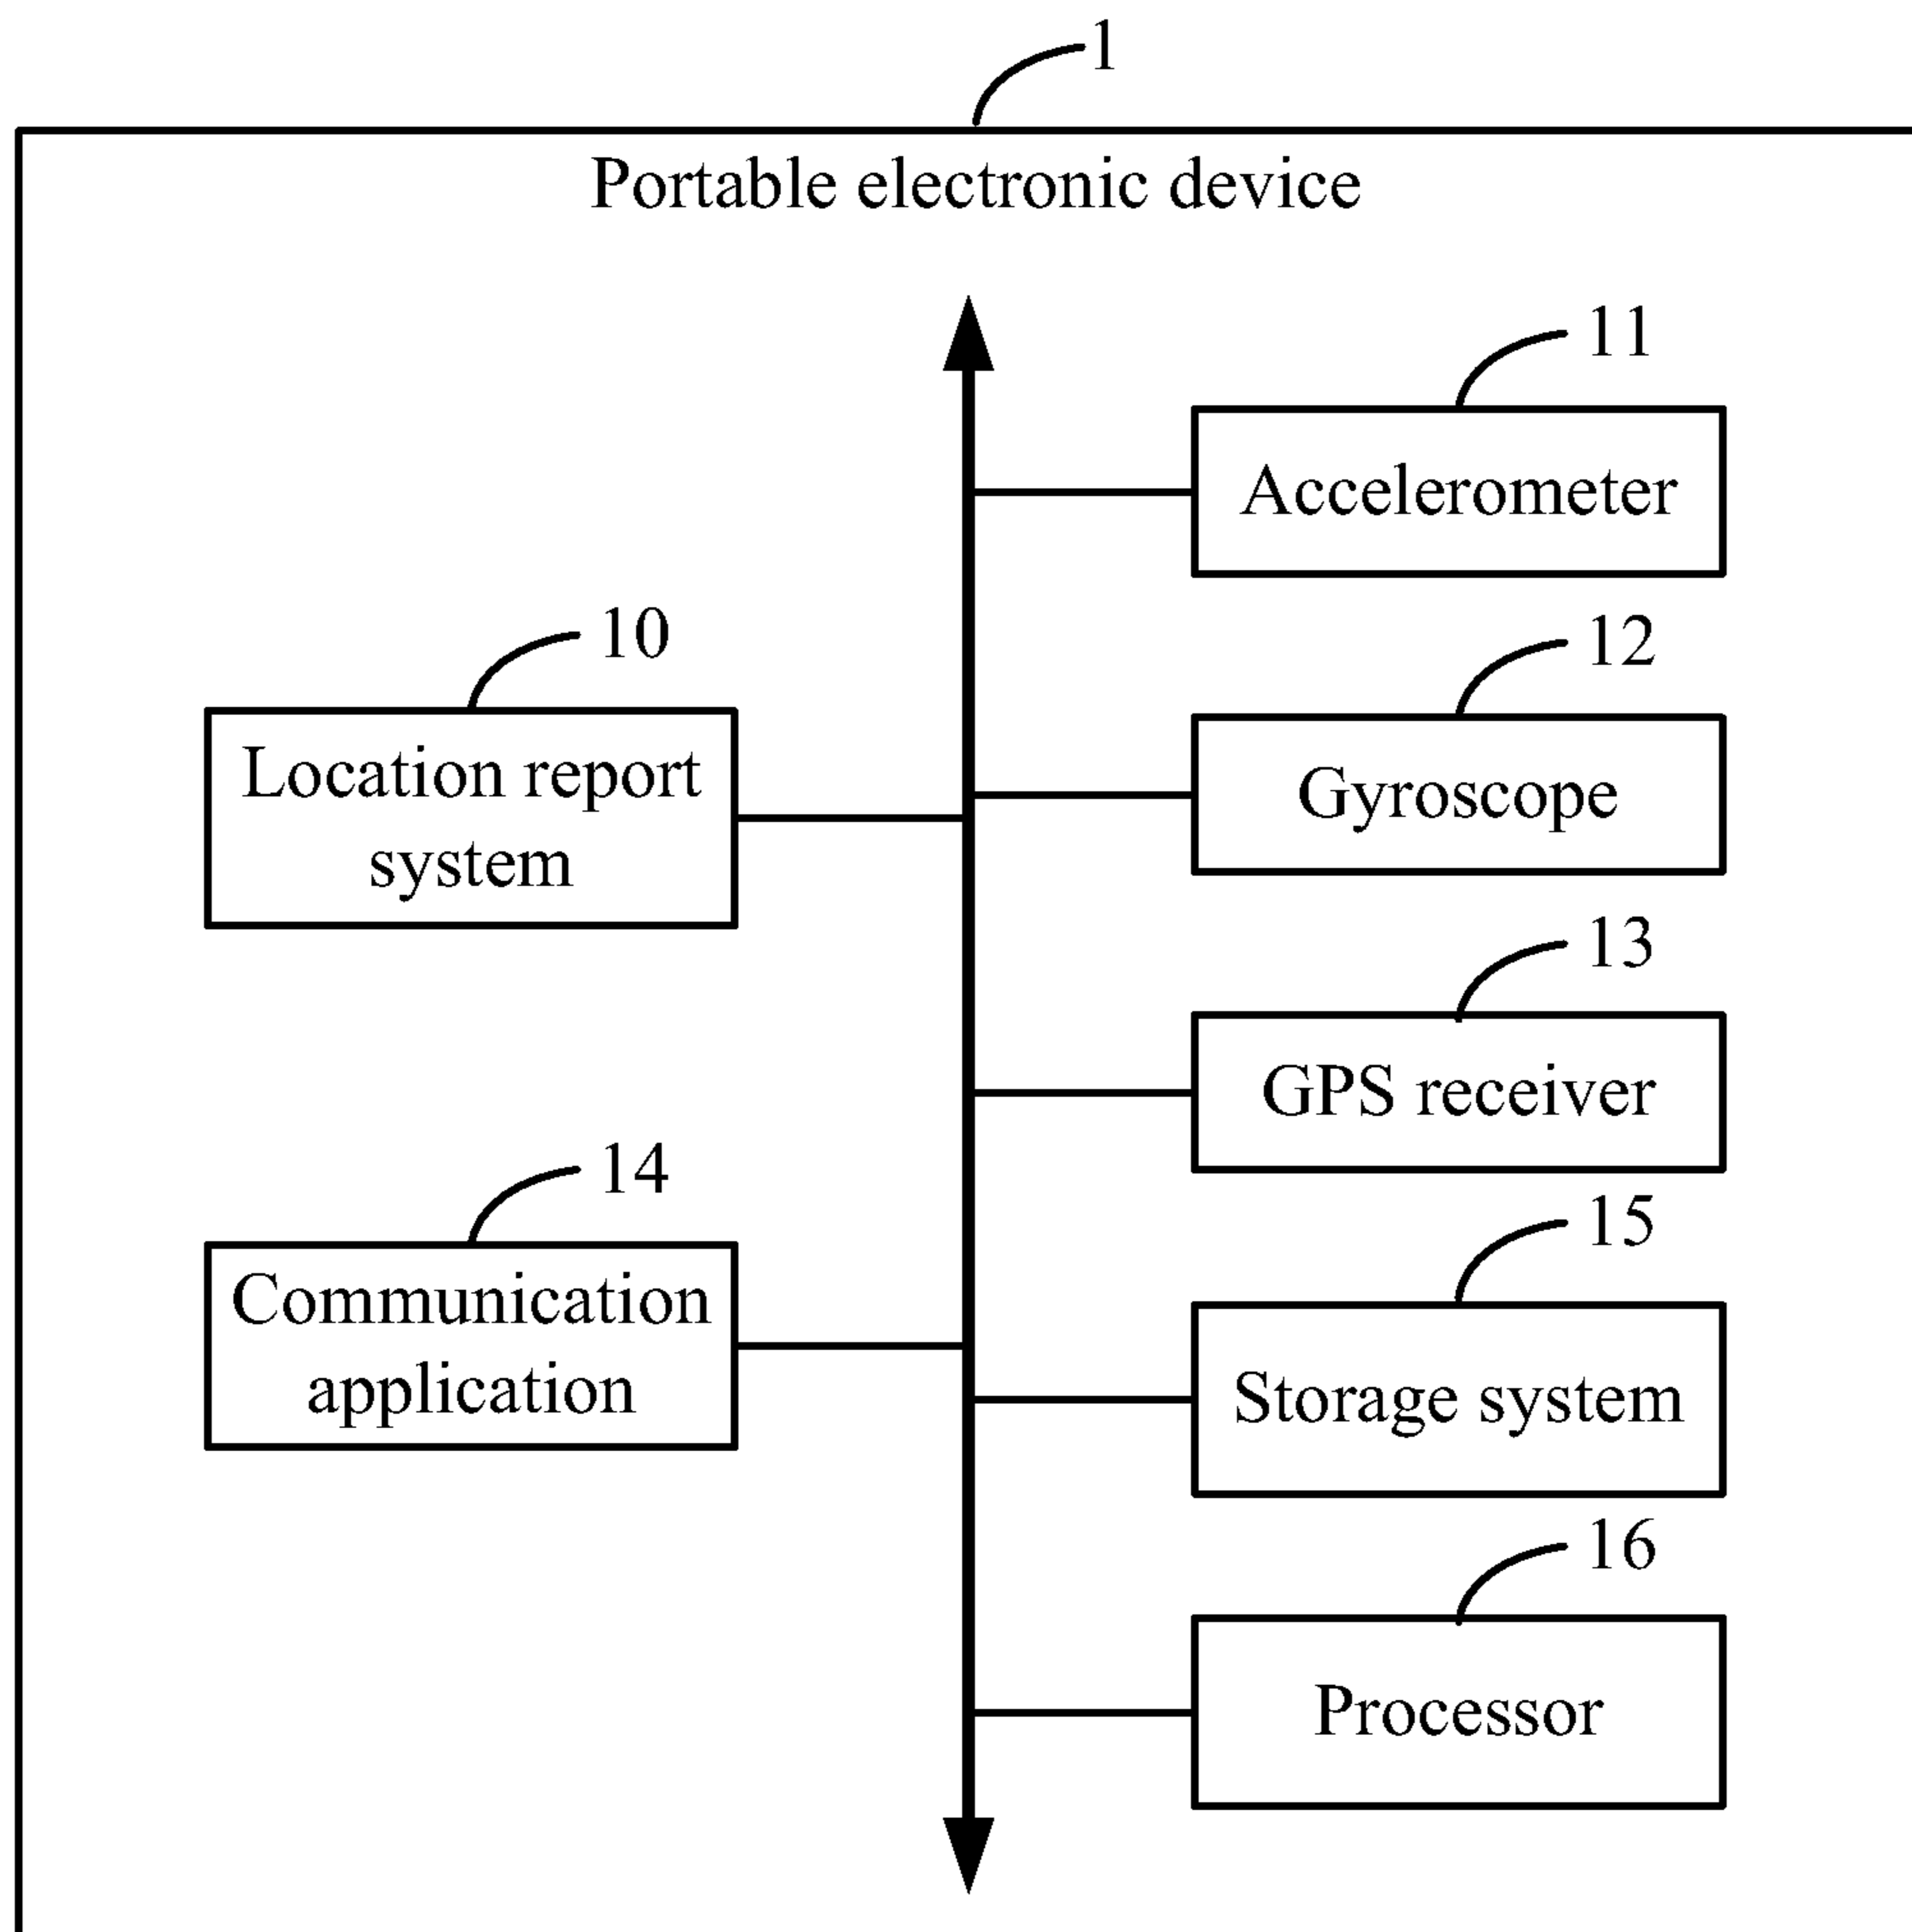 1
Portable electronic device
11
Accelerometer
10
Location report
system
12
Gyroscope
13
GPS receiver
14
Communication
application
15
Storage system
16
Processor